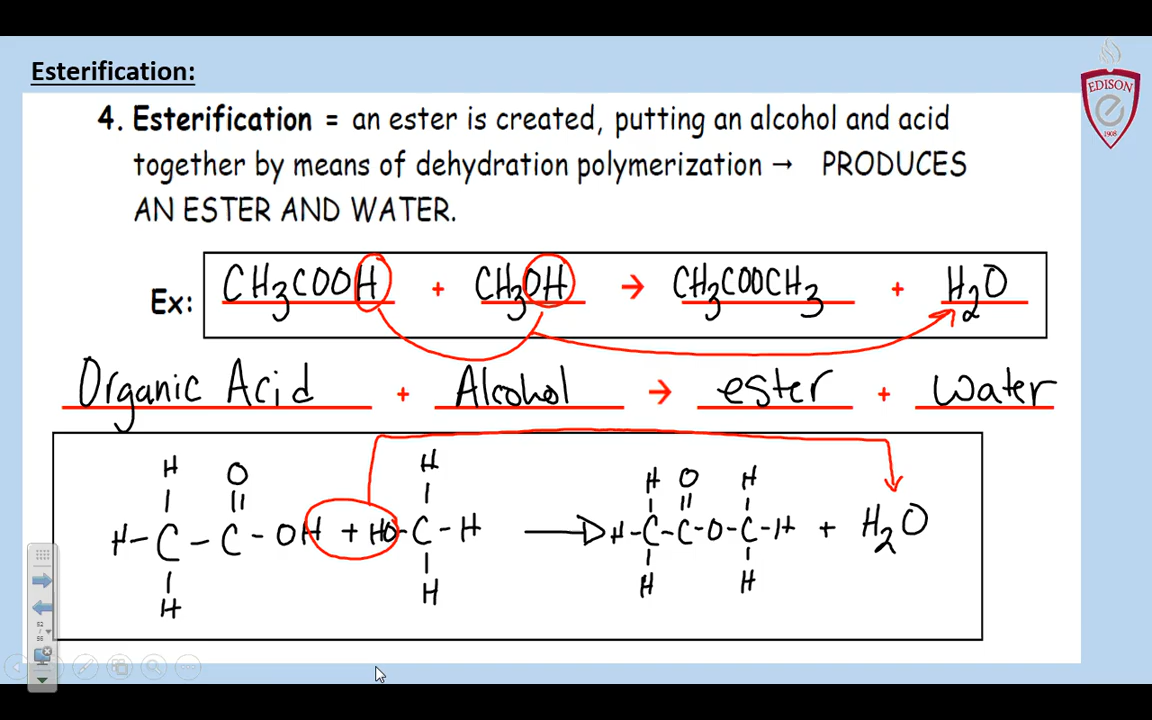 Esterification:
EDISON
e
1908
4. Esterification = an ester is created, putting an alcohol and acid
together by means of dehydration polymerization → PRODUCES
AN ESTER AND WATER.
Ex: CH3COOH + CH3OH → CH3COOCH3 + H2O
Organic Acid + Alcohol → ester + water
H O H H O H
H-C-C-OH + HO-C-H → H-C-C-O-C-H + H2O
H H H H